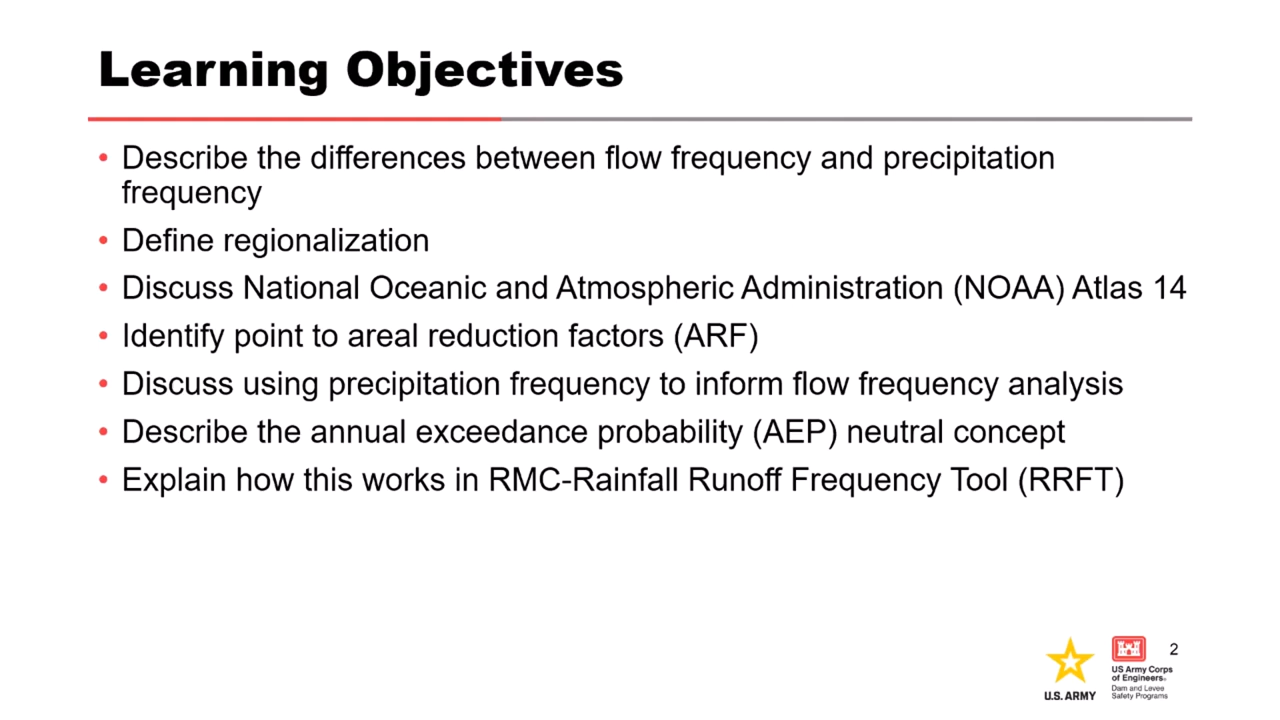 Learning Objectives
• Describe the differences between flow frequency and precipitation
frequency
• Define regionalization
• Discuss National Oceanic and Atmospheric Administration (NOAA) Atlas 14
• Identify point to areal reduction factors (ARF)
• Discuss using precipitation frequency to inform flow frequency analysis
• Describe the annual exceedance probability (AEP) neutral concept
• Explain how this works in RMC-Rainfall Runoff Frequency Tool (RRFT)
U.S. ARMY
US Army Corps
of Engineers®
Dam and Levee
Safety Programs
2